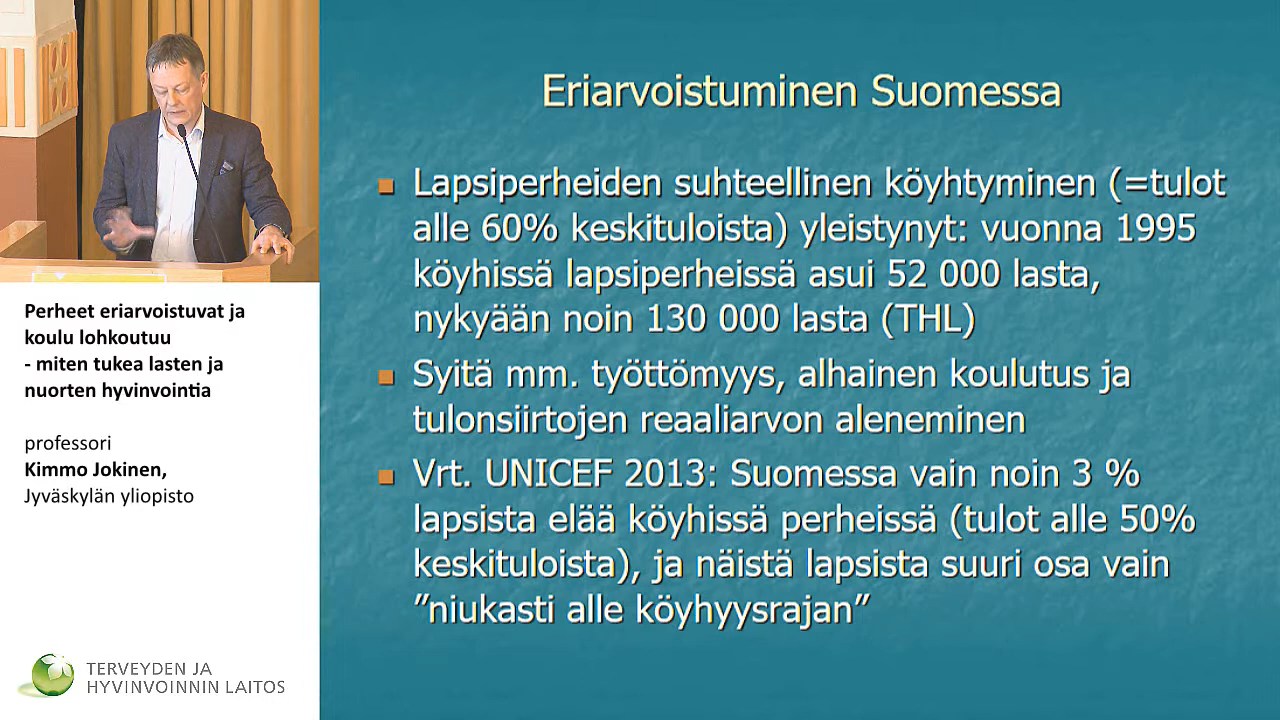 Eriarvoistuminen Suomessa
Lapsiperheiden suhteellinen köyhtyminen (=tulot
alle 60% keskituloista) yleistynyt: vuonna 1995
köyhissä lapsiperheissä asui 52 000 lasta,
nykyään noin 130 000 lasta (THL)
Syitä mm. työttömyys, alhainen koulutus ja
tulonsiirtojen reaaliarvon aleneminen
Vrt. UNICEF 2013: Suomessa vain noin 3 %
lapsista elää köyhissä perheissä (tulot alle 50%
keskituloista), ja näistä lapsista suuri osa vain
”niukasti alle köyhyysrajan”
Perheet eriarvoistuvat ja
koulu lohkoutuu
- miten tukea lasten ja
nuorten hyvinvointia
professori
Kimmo Jokinen,
Jyväskylän yliopisto
TERVEYDEN JA
HYVINVOINNIN LAITOS